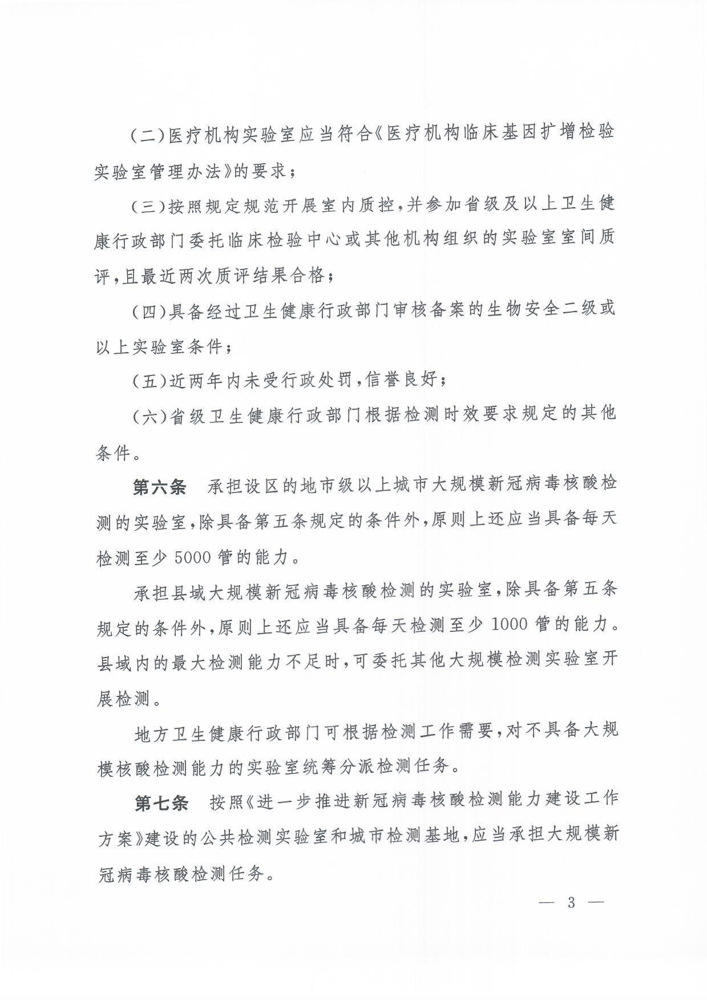 (二)医疗机构实验室应当符合《医疗机构临床基因扩增检验
实验室管理办法》的要求；
(三)按照规定规范开展室内质控，并参加省级及以上卫生健
康行政部门委托临床检验中心或其他机构组织的实验室室间质
评，且最近两次质评结果合格；
(四)具备经过卫生健康行政部门审核备案的生物安全二级或
以上实验室条件；
(五)近两年内未受行政处罚，信誉良好；
(六)省级卫生健康行政部门根据检测时效要求规定的其他
条件。
第六条　承担设区的地市级以上城市大规模新冠病毒核酸检
测的实验室，除具备第五条规定的条件外，原则上还应当具备每天
检测至少 5000 管的能力。
承担县域大规模新冠病毒核酸检测的实验室，除具备第五条
规定的条件外，原则上还应当具备每天检测至少 1000 管的能力。
县域内的最大检测能力不足时，可委托其他大规模检测实验室开
展检测。
地方卫生健康行政部门可根据检测工作需要，对不具备大规
模核酸检测能力的实验室统筹分派检测任务。
第七条　按照《进一步推进新冠病毒核酸检测能力建设工作
方案》建设的公共检测实验室和城市检测基地，应当承担大规模新
冠病毒核酸检测任务。
— 3 —